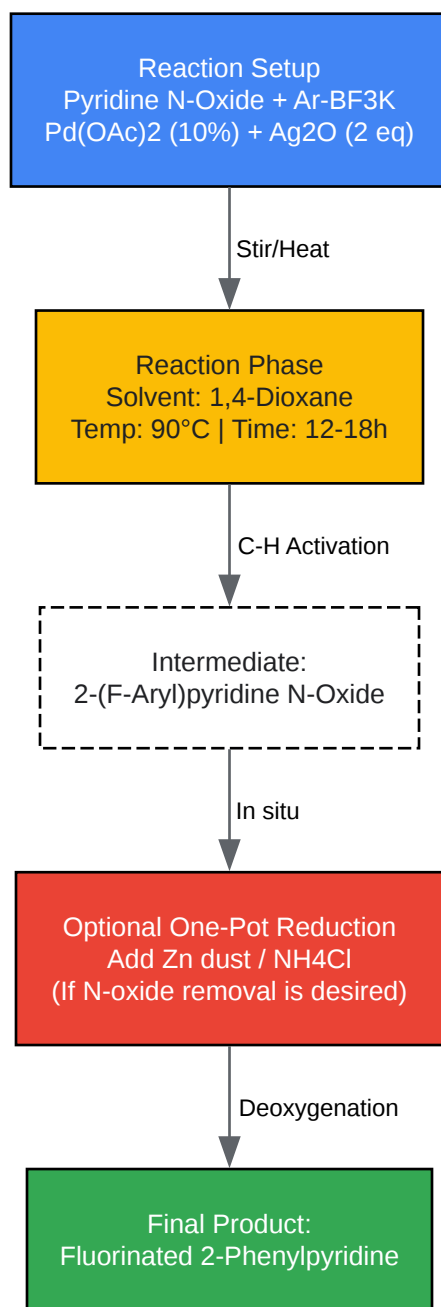 Reaction Setup
Pyridine N-Oxide + Ar-BF3K
Pd(OAc)2 (10%) + Ag2O (2 eq)
Stir/Heat
Reaction Phase
Solvent: 1,4-Dioxane
Temp: 90°C | Time: 12-18h
C-H Activation
Intermediate:
2-(F-Aryl)pyridine N-Oxide
In situ
Optional One-Pot Reduction
Add Zn dust / NH4Cl
(If N-oxide removal is desired)
Deoxygenation
Final Product:
Fluorinated 2-Phenylpyridine